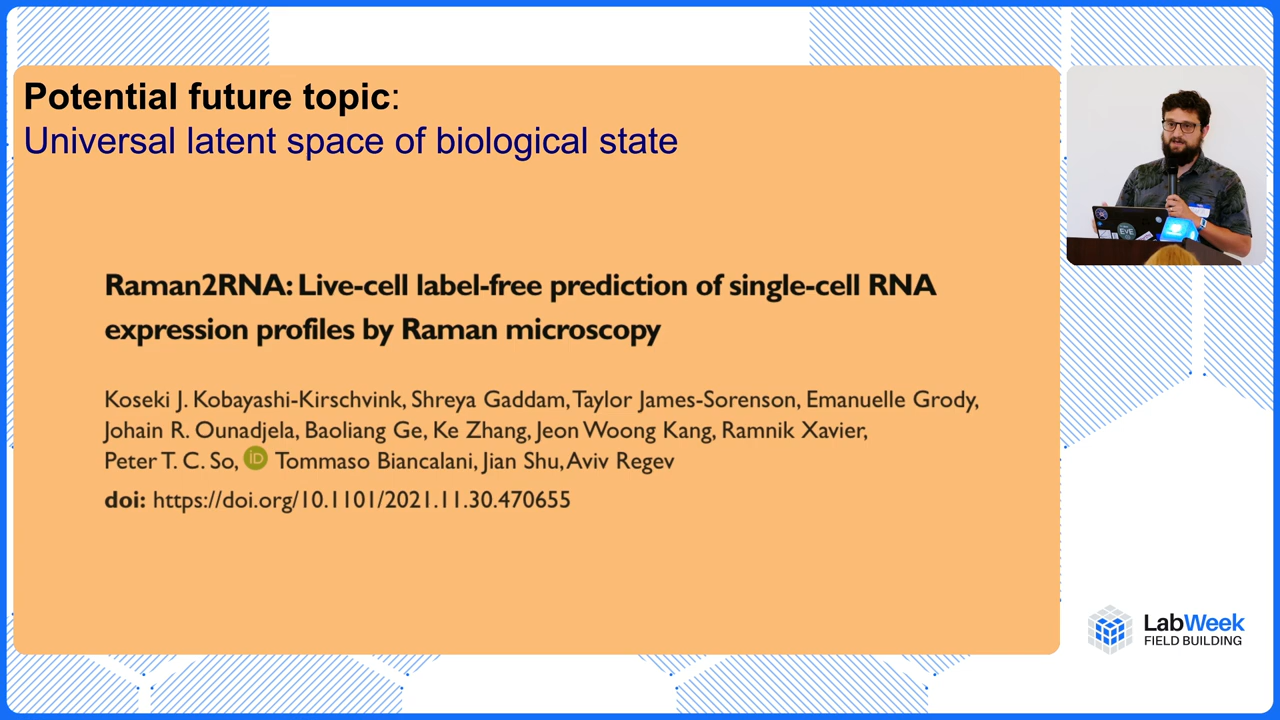 Potential future topic:
Universal latent space of biological state
Raman2RNA: Live-cell label-free prediction of single-cell RNA
expression profiles by Raman microscopy
Koseki J. Kobayashi-Kirschvink, Shreya Gaddam, Taylor James-Sorenson, Emanuelle Grody,
Johain R. Ounadjela, Baoliang Ge, Ke Zhang, Jeon Woong Kang, Ramnik Xavier,
Peter T. C. So, iD Tommaso Biancalani, Jian Shu, Aviv Regev
doi: https://doi.org/10.1101/2021.11.30.470655
EVE
LabWeek
FIELD BUILDING